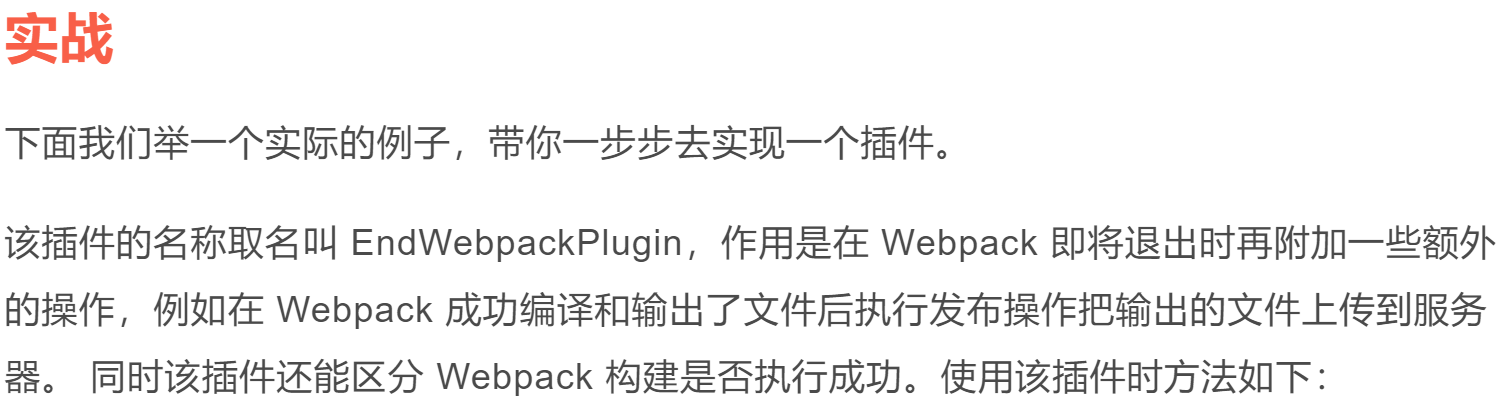 实战
下面我们举一个实际的例子，带你一步步去实现一个插件。
该插件的名称取名叫 EndWebpackPlugin，作用是在 Webpack 即将退出时再附加一些额外
的操作，例如在 Webpack 成功编译和输出了文件后执行发布操作把输出的文件上传到服务
器。 同时该插件还能区分 Webpack 构建是否执行成功。使用该插件时方法如下：